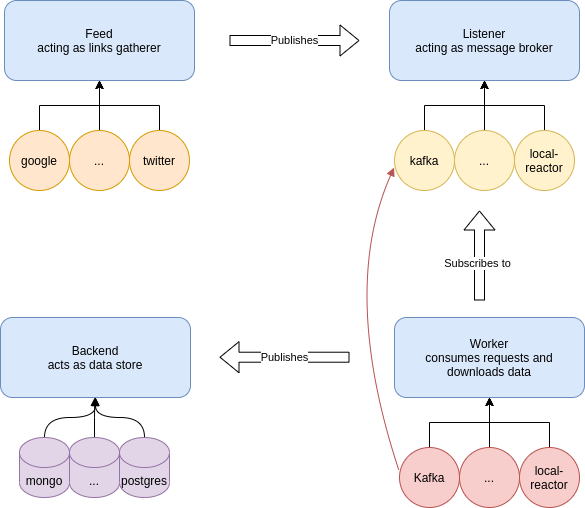 Feed
acting as links gatherer
Publishes
Listener
acting as message broker
google
...
twitter
kafka
...
local-
reactor
Subscribes to
Backend
acts as data store
Publishes
Worker
consumes requests and
downloads data
mongo
...
postgres
Kafka
...
local-
reactor